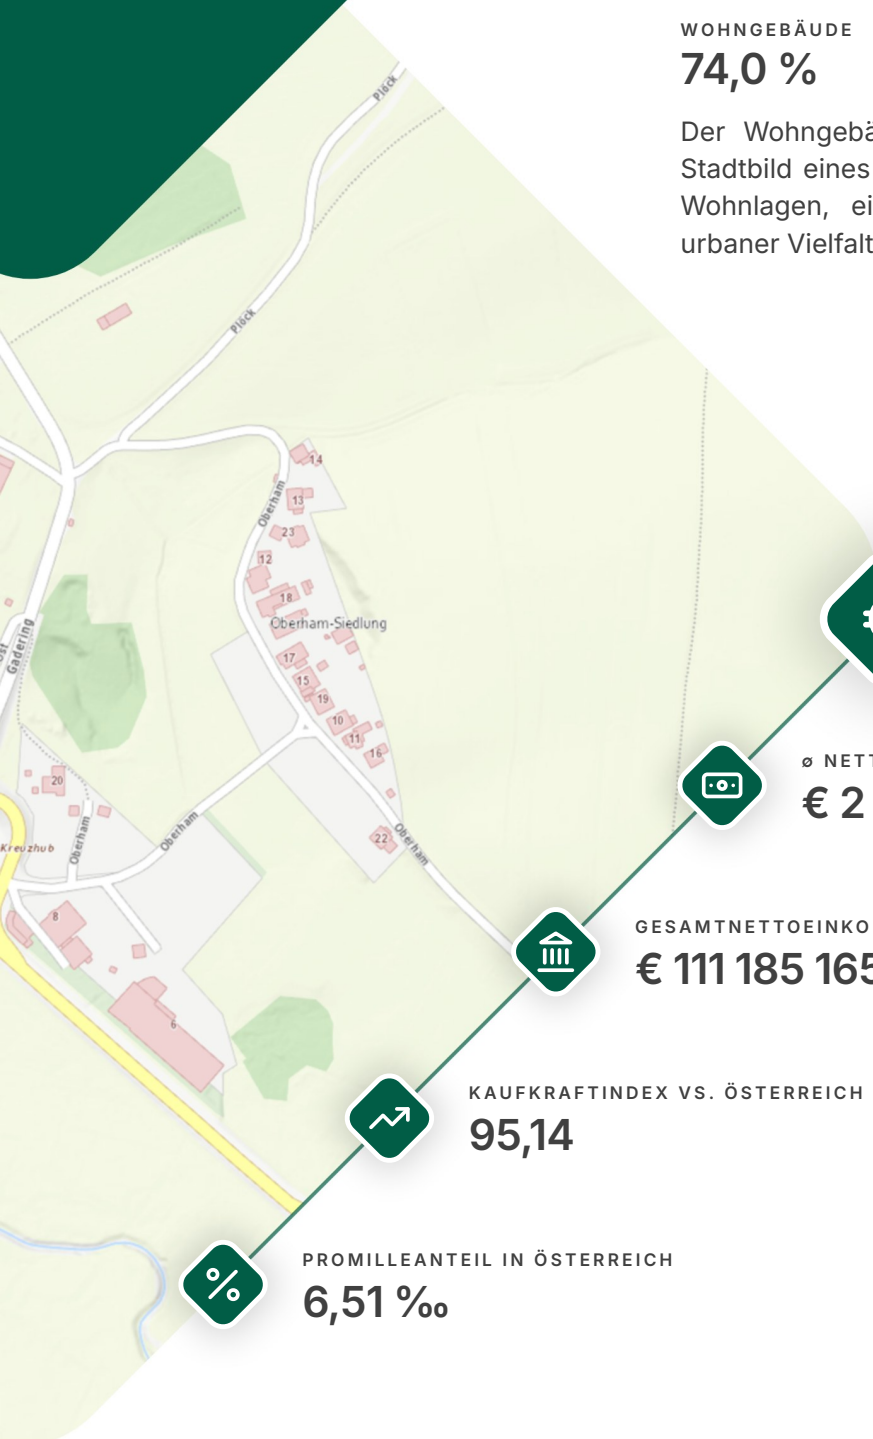 WOHNGEBÄUDE
74,0 %
Der Wohngebä
Stadtbild eines
Wohnlagen, ei
urbaner Vielfalt
Plöck
Plöck
14
13
Oberham
23
12
18
Oberham-Siedlung
Gadering
17
15
19
10
11
16
20
Oberham
Oberham
Kreuzhub
22
Oberham
8
6
ø NETT
€ 2
GESAMTNETTOEINKO
€ 111 185 165
KAUFKRAFTINDEX VS. ÖSTERREICH
95,14
PROMILLEANTEIL IN ÖSTERREICH
6,51 ‰